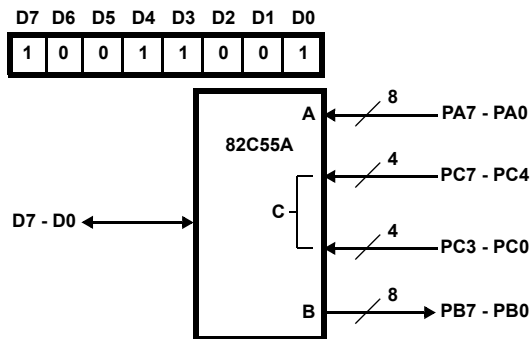 D7 D6 D5 D4 D3 D2 D1 D0
1 0 0 1 1 0 0 1
A 8 PA7 - PA0
82C55A
4 PC7 - PC4
C
D7 - D0
4 PC3 - PC0
B 8 PB7 - PB0